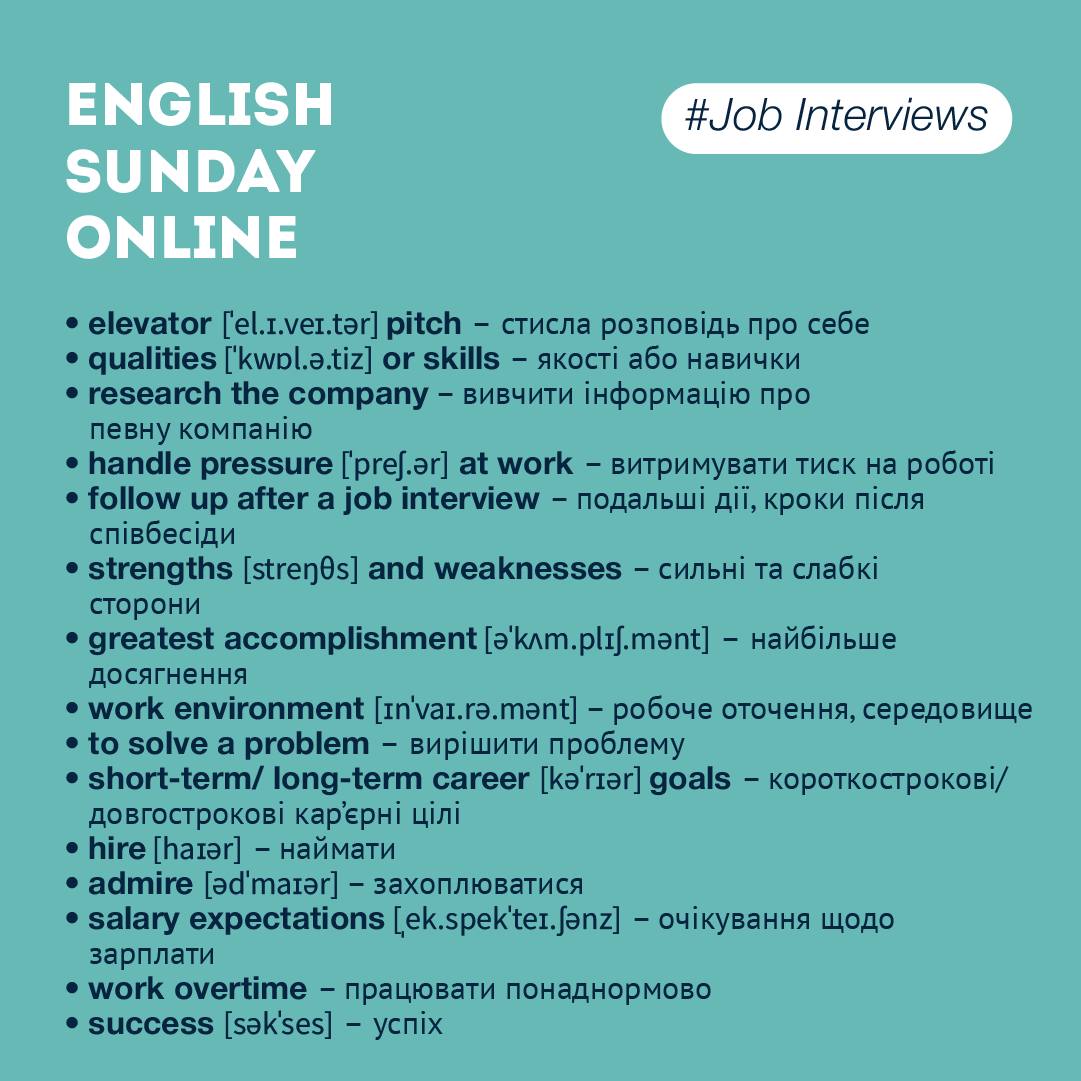 ENGLISH
SUNDAY
ONLINE
#Job Interviews
• elevator [ˈel.ɪ.veɪ.tər] pitch – стисла розповідь про себе
• qualities [ˈkwɒl.ə.tiz] or skills – якості або навички
• research the company – вивчити інформацію про
певну компанію
• handle pressure [ˈpreʃ.ər] at work – витримувати тиск на роботі
• follow up after a job interview – подальші дії, кроки після
співбесіди
• strengths [streŋθs] and weaknesses – сильні та слабкі
сторони
• greatest accomplishment [əˈkʌm.plɪʃ.mənt] – найбільше
досягнення
• work environment [ɪnˈvaɪ.rə.mənt] – робоче оточення, середовище
• to solve a problem – вирішити проблему
• short-term/ long-term career [kəˈrɪər] goals – короткострокові/
довгострокові кар’єрні цілі
• hire [haɪər] – наймати
• admire [ədˈmaɪər] – захоплюватися
• salary expectations [ˌek.spekˈteɪ.ʃənz] – очікування щодо
зарплати
• work overtime – працювати понаднормово
• success [səkˈses] – успіх